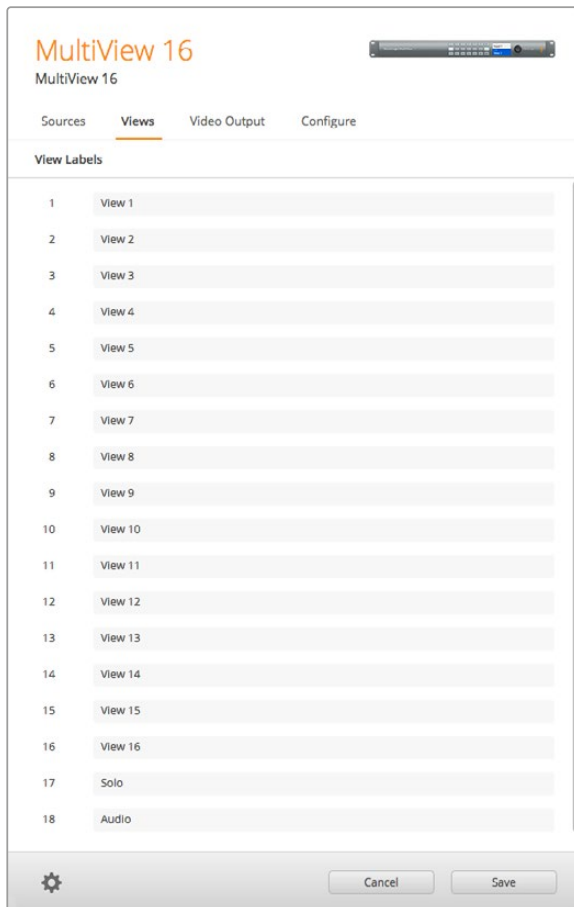 MultiView 16
MultiView 16
Sources Views Video Output Configure
View Labels
1 View 1
2 View 2
3 View 3
4 View 4
5 View 5
6 View 6
7 View 7
8 View 8
9 View 9
10 View 10
11 View 11
12 View 12
13 View 13
14 View 14
15 View 15
16 View 16
17 Solo
18 Audio
Cancel Save